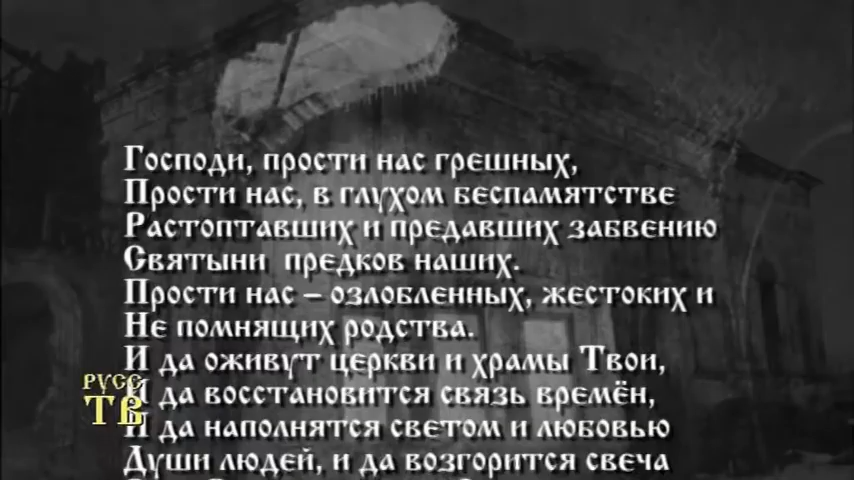 Господи, прости нас грешных,
Прости нас, в глухом беспамятстве
Растоптавших и предавших забвению
Святыни предков наших.
Прости нас – озлобленных, жестоких и
Не помнящих родства.
И да оживут церкви и храмы Твои,
И да восстановится связь времён,
И да наполнятся светом и любовью
Души людей, и да возгорится свеча
РУСС
ТВ